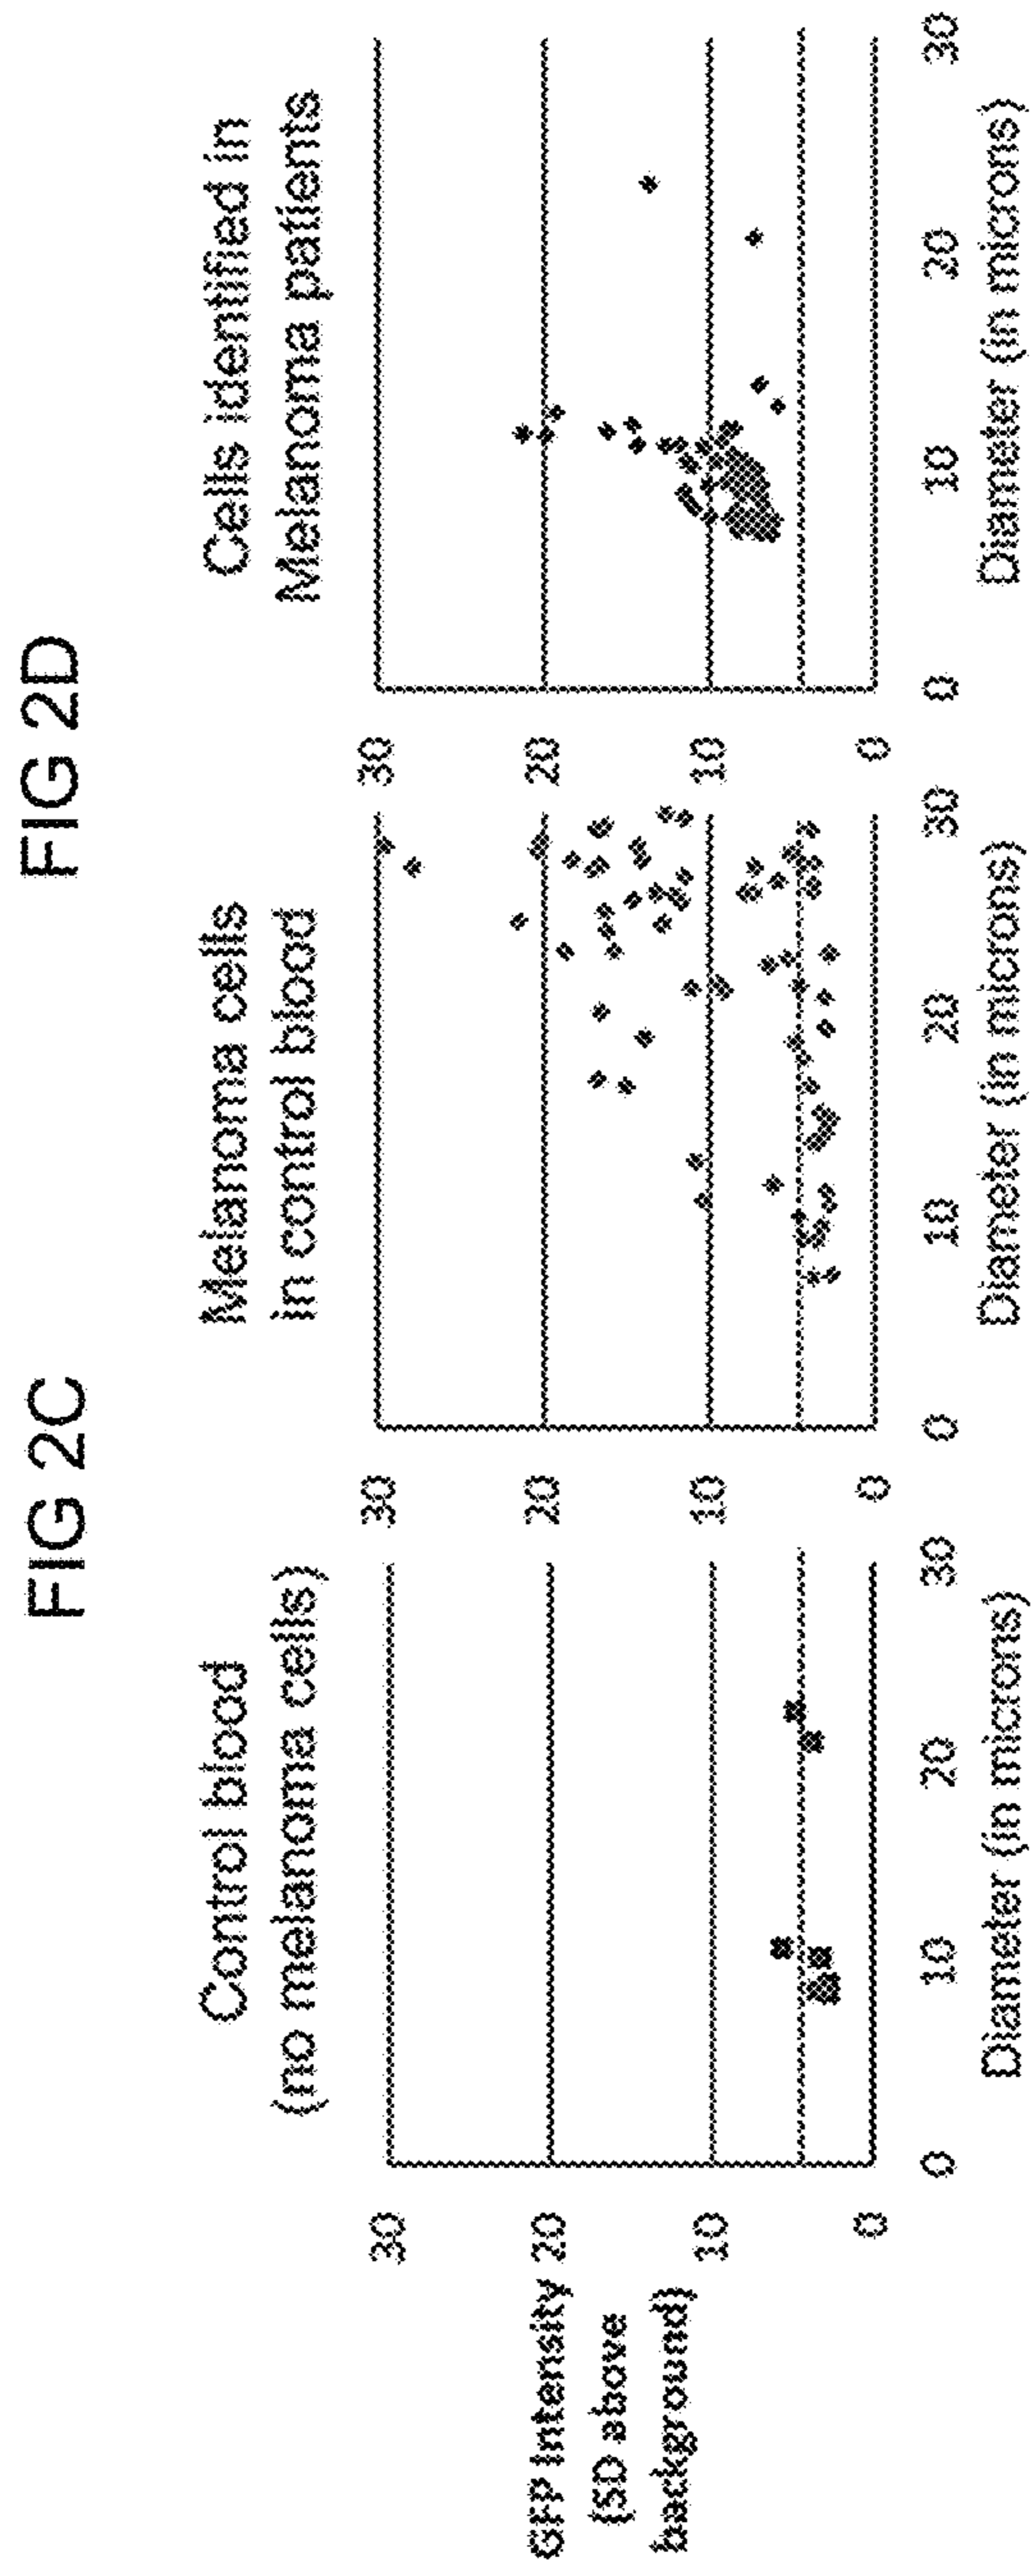 FIG 2C
FIG 2D
Control blood
(no melanoma cells)
Melanoma cells
in control blood
Cells identified in
Melanoma patients
GFP Intensity
(SD above
background)
30
20
10
0
0
10
20
30
Diameter (in microns)
30
20
10
0
0
10
20
30
Diameter (in microns)
30
20
10
0
0
10
20
30
Diameter (in microns)